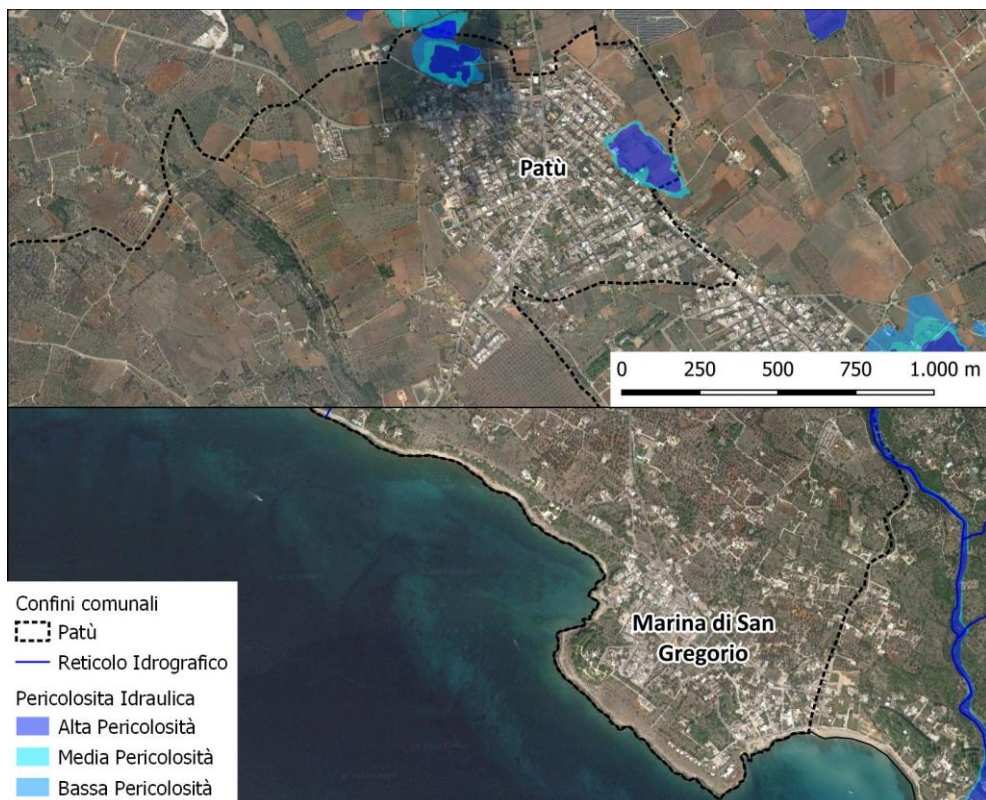 Patù
0 250 500 750 1.000 m
Marina di San
Gregorio
Confini comunali
Patù
Reticolo Idrografico
Pericolosita Idraulica
Alta Pericolosità
Media Pericolosità
Bassa Pericolosità